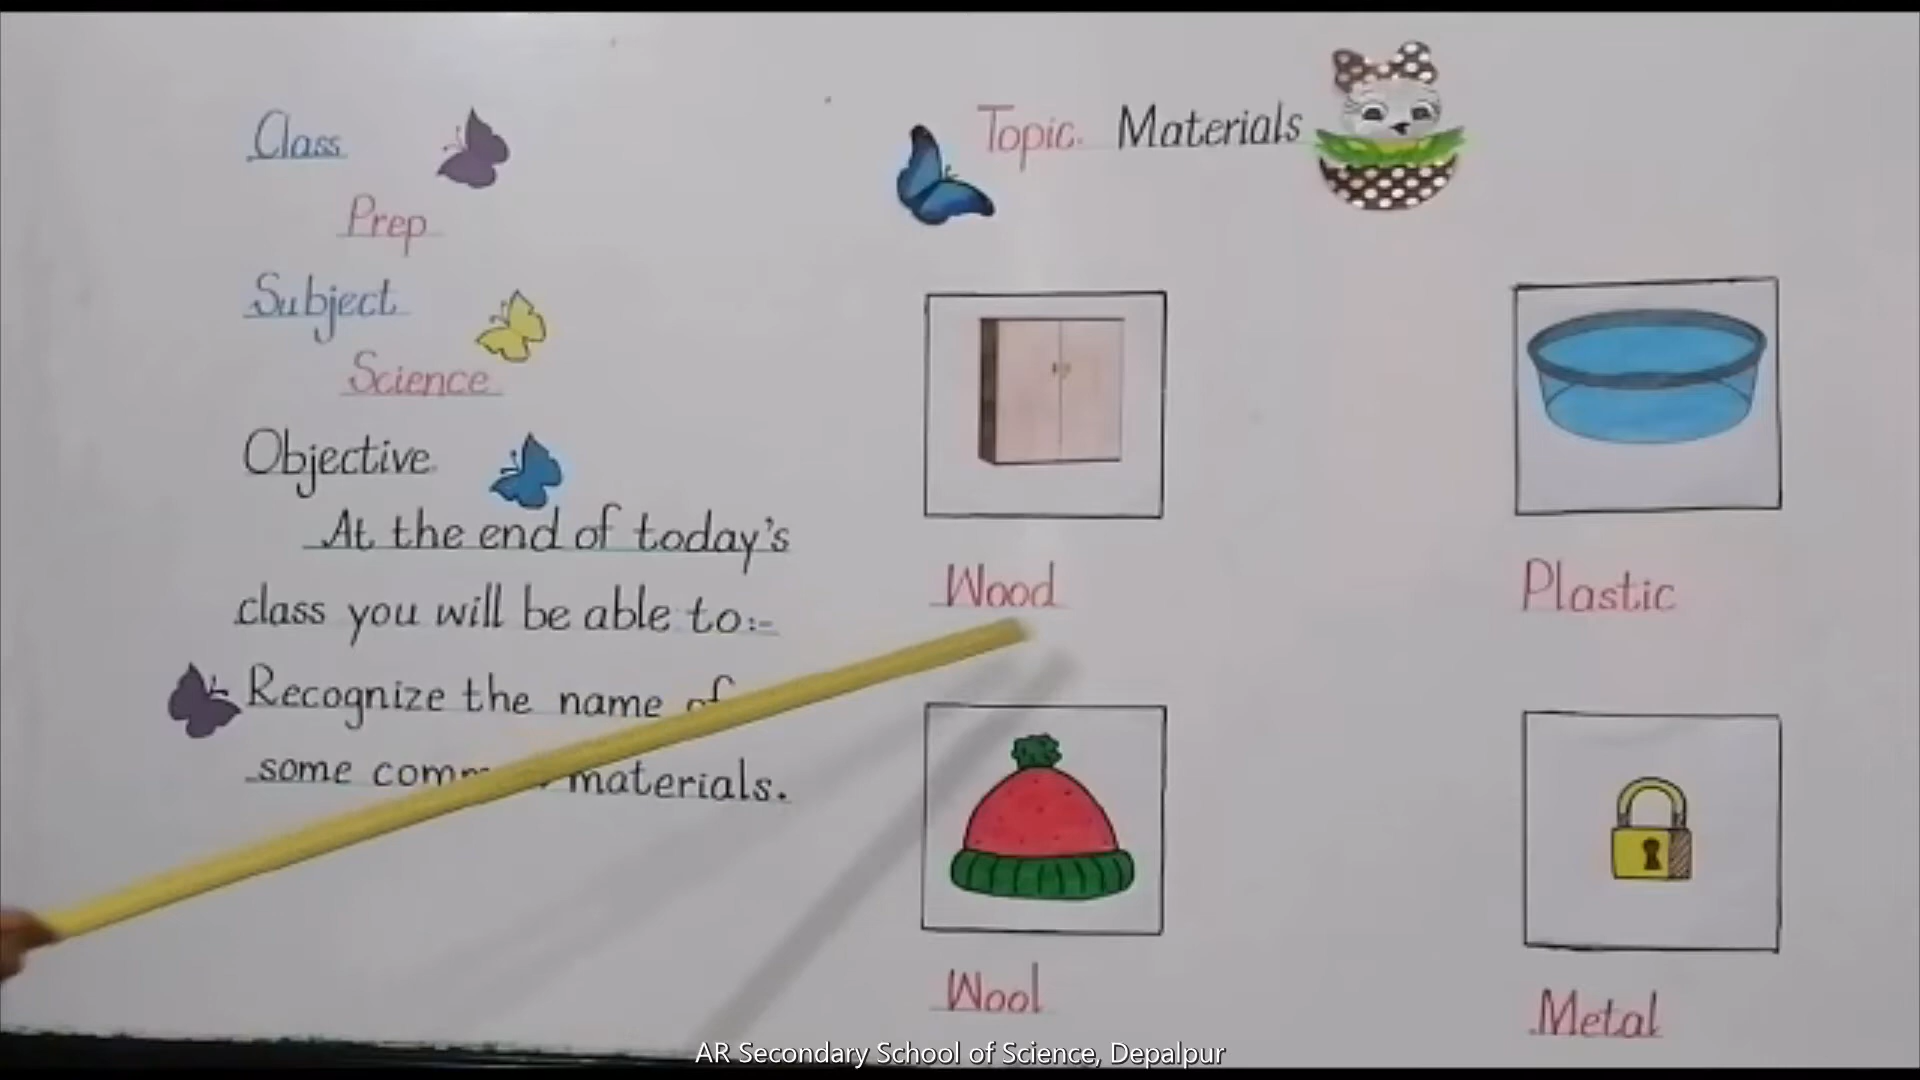 Class
Prep
Subject
Science
Objective.
At the end of today's
class you will be able to:-
Recognize the name
some materials.
Topic. Materials
Wood
Plastic
Wool
Metal
AR Secondary School of Science, Depalpur